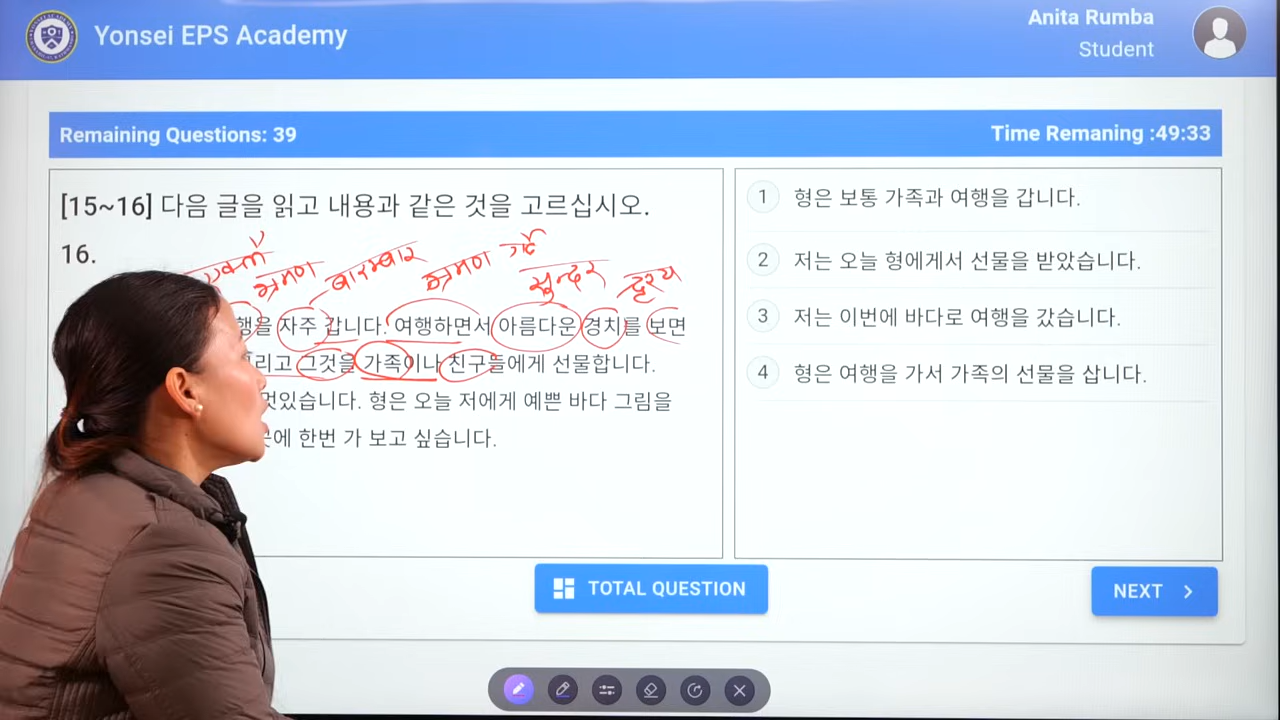 Yonsei EPS Academy
Anita Rumba
Student
Remaining Questions: 39
Time Remaning :49:33
[15~16] 다음 글을 읽고 내용과 같은 것을 고르십시오.
16.
भ्रमण बारम्बार भ्रमण गर्दै सुन्दर दृश्य
자주 갑니다. 여행하면서 아름다운 경치를 보면
그것을 가족이나 친구들에게 선물합니다.
멋있습니다. 형은 오늘 저에게 예쁜 바다 그림을
한번 가 보고 싶습니다.
1 형은 보통 가족과 여행을 갑니다.
2 저는 오늘 형에게서 선물을 받았습니다.
3 저는 이번에 바다로 여행을 갔습니다.
4 형은 여행을 가서 가족의 선물을 삽니다.
TOTAL QUESTION
NEXT